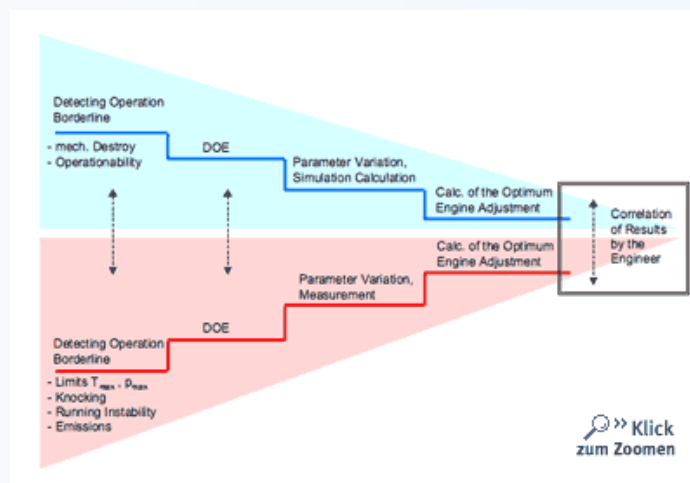 Detecting Operation
Borderline
- mech. Destroy
- Operationability
DOE
Parameter Variation,
Simulation Calculation
Calc. of the Optimum
Engine Adjustment
Correlation
of Results
by the
Engineer
Calc. of the Optimum
Engine Adjustment
Parameter Variation,
Measurement
DOE
Detecting Operation
Borderline
- Limits Tmax, pmax
- Knocking
- Running Instability
- Emissions
» Klick
zum Zoomen